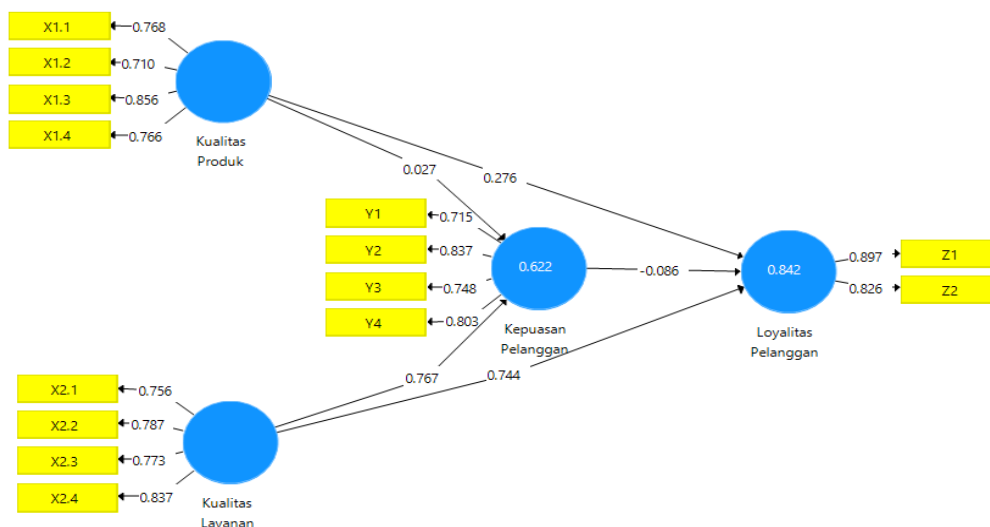 X1.1
0.768
X1.2
0.710
X1.3
0.856
X1.4
0.766
Kualitas
Produk
0.027
0.276
Y1
0.715
Y2
0.837
Y3
0.748
Y4
0.803
0.622
Kepuasan
Pelanggan
-0.086
0.842
Loyalitas
Pelanggan
0.897
Z1
0.826
Z2
0.767
0.744
X2.1
0.756
X2.2
0.787
X2.3
0.773
X2.4
0.837
Kualitas
Layanan